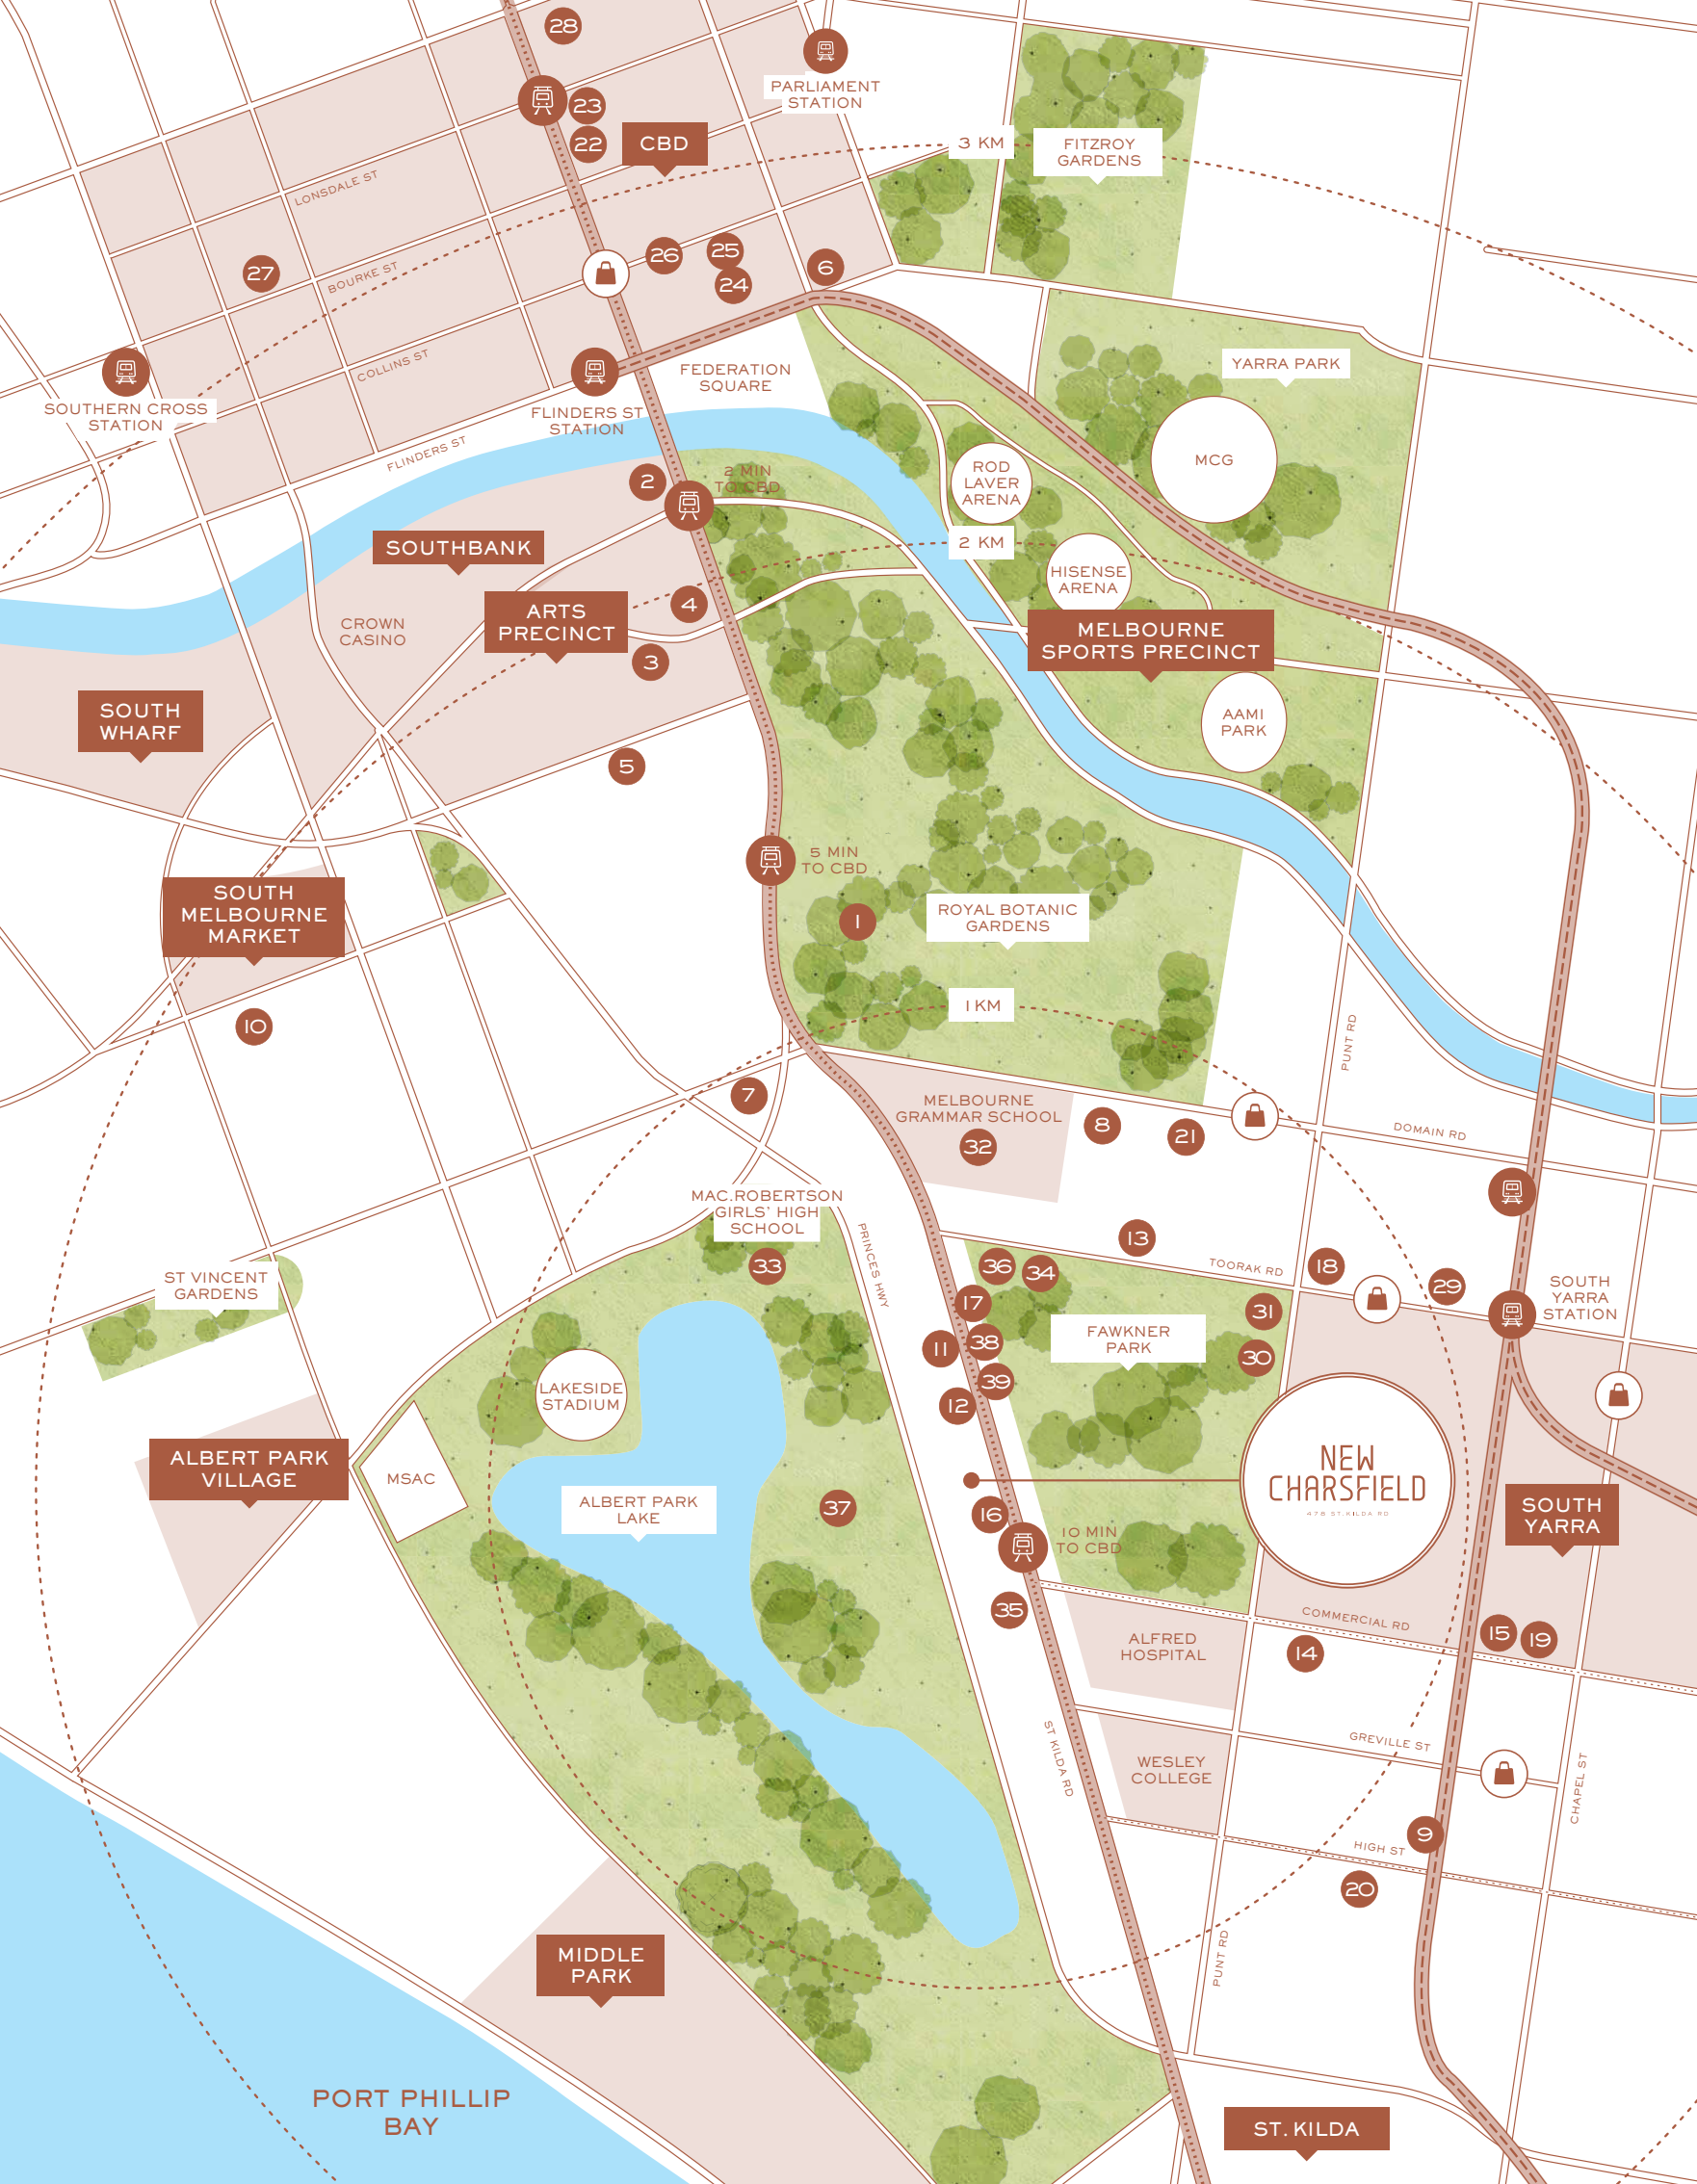 28
PARLIAMENT
STATION
23
22
CBD
3 KM
FITZROY
GARDENS
LONSDALE ST
27
BOURKE ST
26
25
24
6
COLLINS ST
SOUTHERN CROSS
STATION
FLINDERS ST
STATION
FEDERATION
SQUARE
YARRA PARK
FLINDERS ST
MCG
2
2 MIN
TO CBD
ROD
LAVER
ARENA
SOUTHBANK
2 KM
HISENSE
ARENA
CROWN
CASINO
ARTS
PRECINCT
4
3
MELBOURNE
SPORTS PRECINCT
SOUTH
WHARF
AAMI
PARK
5
5 MIN
TO CBD
SOUTH
MELBOURNE
MARKET
1
ROYAL BOTANIC
GARDENS
10
1 KM
PUNT RD
7
MELBOURNE
GRAMMAR SCHOOL
32
8
21
DOMAIN RD
MAC.ROBERTSON
GIRLS' HIGH
SCHOOL
33
PRINCES HWY
13
TOORAK RD
18
29
SOUTH
YARRA
STATION
ST VINCENT
GARDENS
36
34
17
31
11
38
FAWKNER
PARK
30
39
12
LAKESIDE
STADIUM
ALBERT PARK
VILLAGE
MSAC
ALBERT PARK
LAKE
37
NEW
CHARSFIELD
478 ST.KILDA RD
16
SOUTH
YARRA
10 MIN
TO CBD
35
COMMERCIAL RD
15
19
ALFRED
HOSPITAL
14
ST KILDA RD
GREVILLE ST
WESLEY
COLLEGE
CHAPEL ST
9
HIGH ST
20
MIDDLE
PARK
PUNT RD
PORT PHILLIP
BAY
ST. KILDA